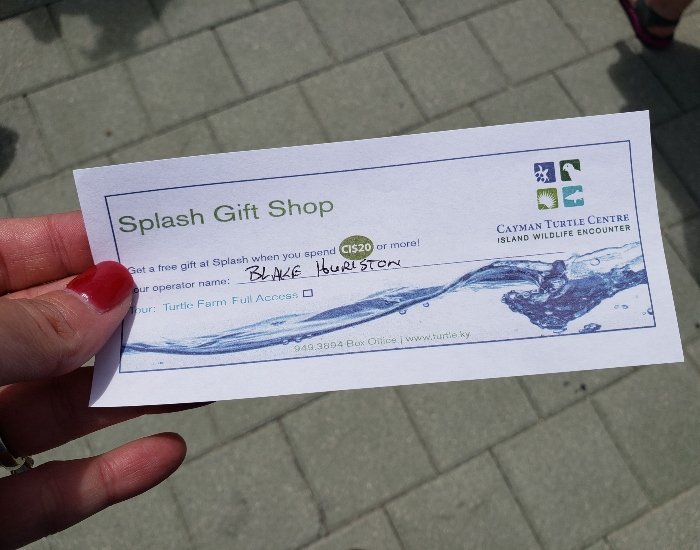 Splash Gift Shop
CAYMAN TURTLE CENTRE
ISLAND WILDLIFE ENCOUNTER
Get a free gift at Splash when you spend CI$20 or more!
our operator name: BLAKE HOURISTON
Tour: Turtle Farm Full Access
949.3894 Box Office | www.turtle.ky